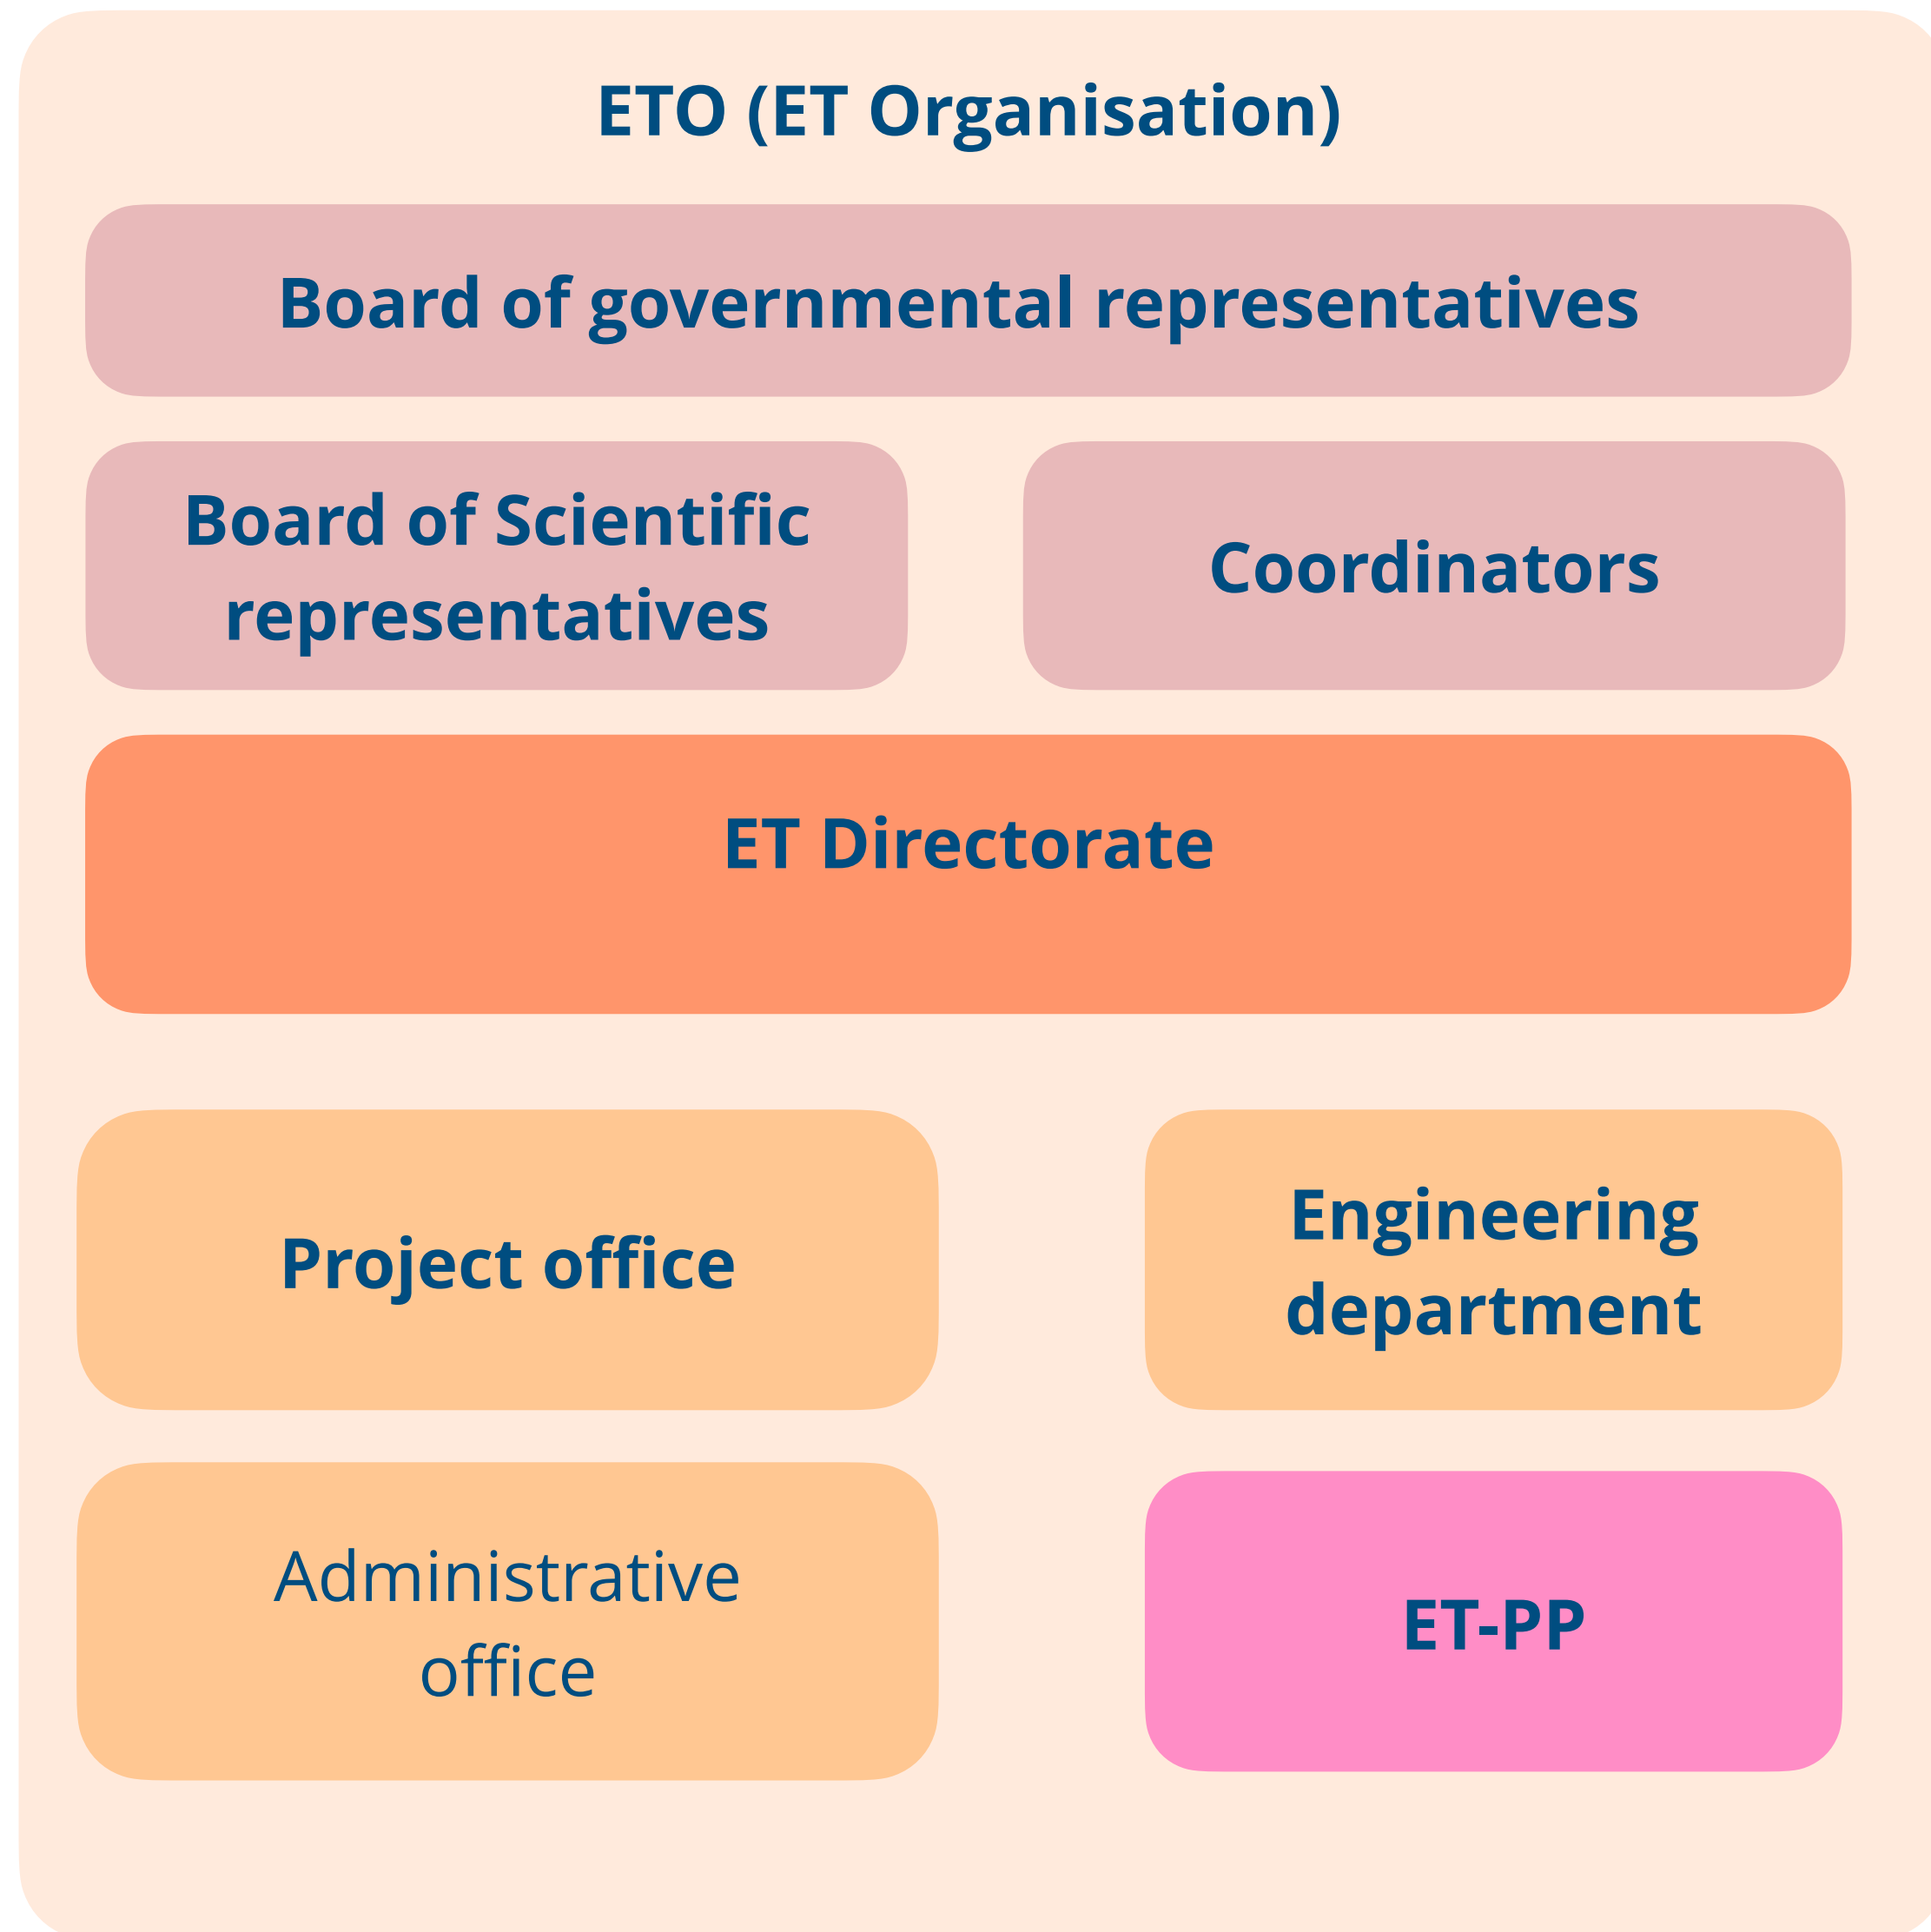 ETO (ET Organisation)
Board of governmental representatives
Board of Scientific
representatives
Coordinators
ET Directorate
Project office
Engineering
department
Administrative
office
ET-PP